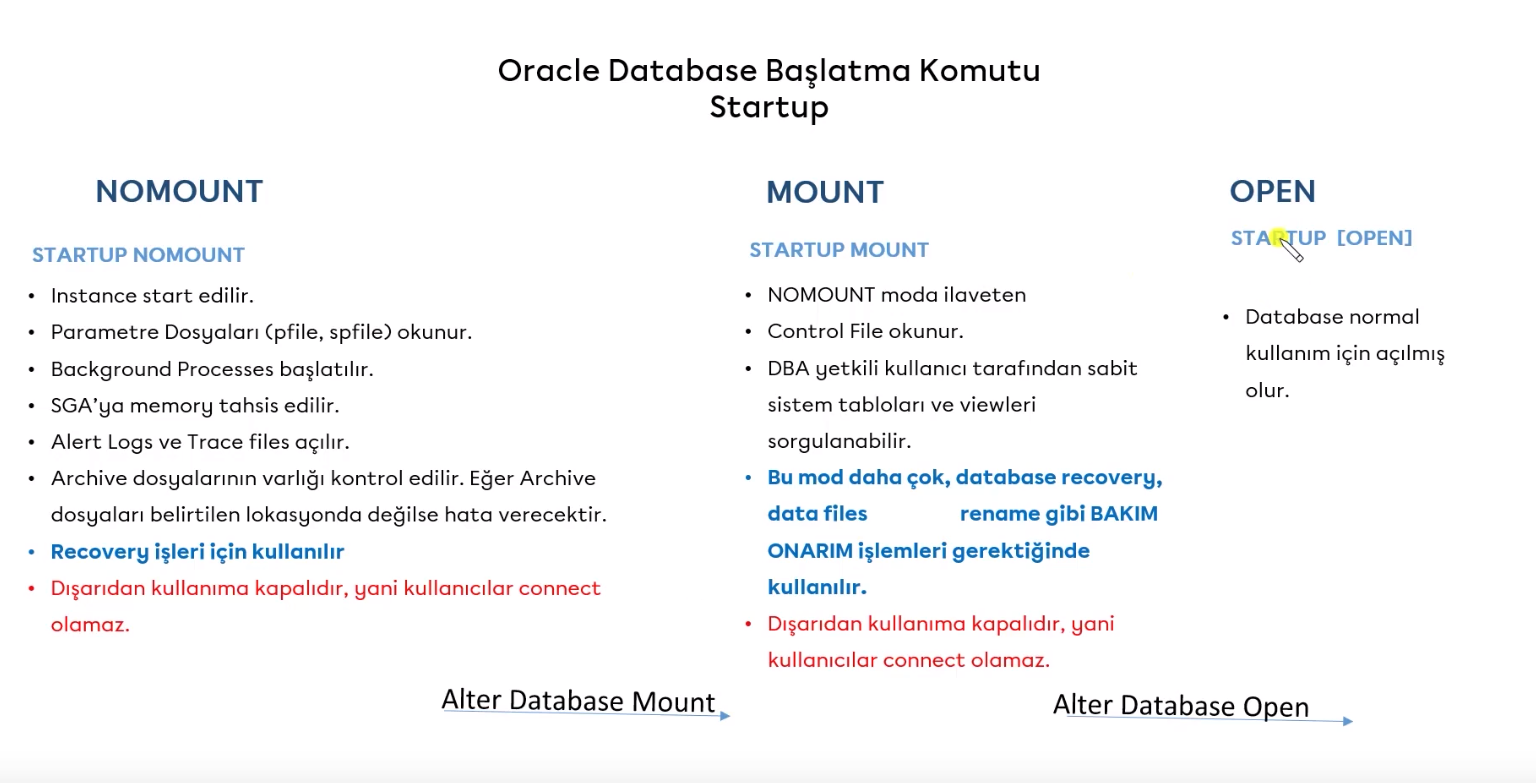 Oracle Database Başlatma Komutu
Startup
NOMOUNT
STARTUP NOMOUNT
• Instance start edilir.
• Parametre Dosyaları (pfile, spfile) okunur.
• Background Processes başlatılır.
• SGA’ya memory tahsis edilir.
• Alert Logs ve Trace files açılır.
• Archive dosyalarının varlığı kontrol edilir. Eğer Archive
dosyaları belirtilen lokasyonda değilse hata verecektir.
• Recovery işleri için kullanılır
• Dışarıdan kullanıma kapalıdır, yani kullanıcılar connect
olamaz.
Alter Database Mount
MOUNT
STARTUP MOUNT
• NOMOUNT moda ilaveten
• Control File okunur.
• DBA yetkili kullanıcı tarafından sabit
sistem tabloları ve viewleri
sorgulanabilir.
• Bu mod daha çok, database recovery,
data files rename gibi BAKIM
ONARIM işlemleri gerektiğinde
kullanılır.
• Dışarıdan kullanıma kapalıdır, yani
kullanıcılar connect olamaz.
Alter Database Open
OPEN
STARTUP [OPEN]
• Database normal
kullanım için açılmış
olur.